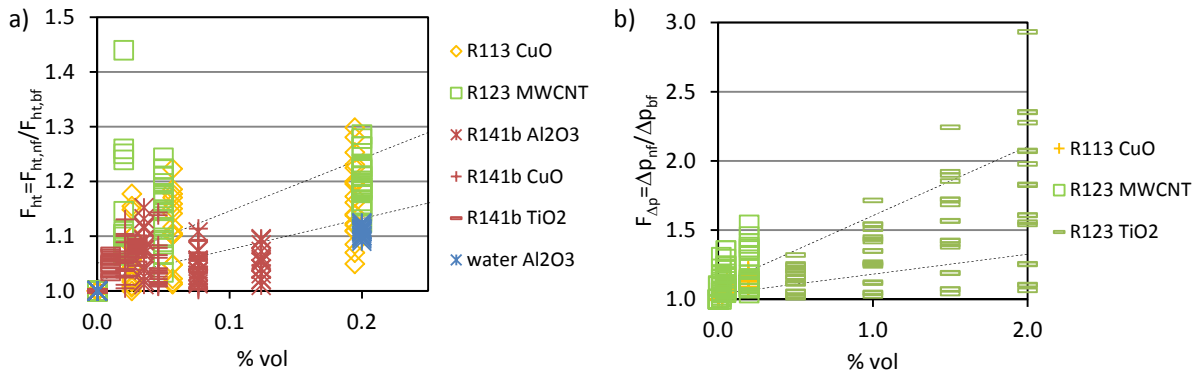 a)
F_ht=F_ht,nf/F_ht,bf
1.5
1.4
1.3
1.2
1.1
1.0
0.0 0.1 0.2
% vol
R113 CuO
R123 MWCNT
R141b Al2O3
R141b CuO
R141b TiO2
water Al2O3
b)
F_Δp=Δp_nf/Δp_bf
3.0
2.5
2.0
1.5
1.0
0.0 1.0 2.0
% vol
R113 CuO
R123 MWCNT
R123 TiO2